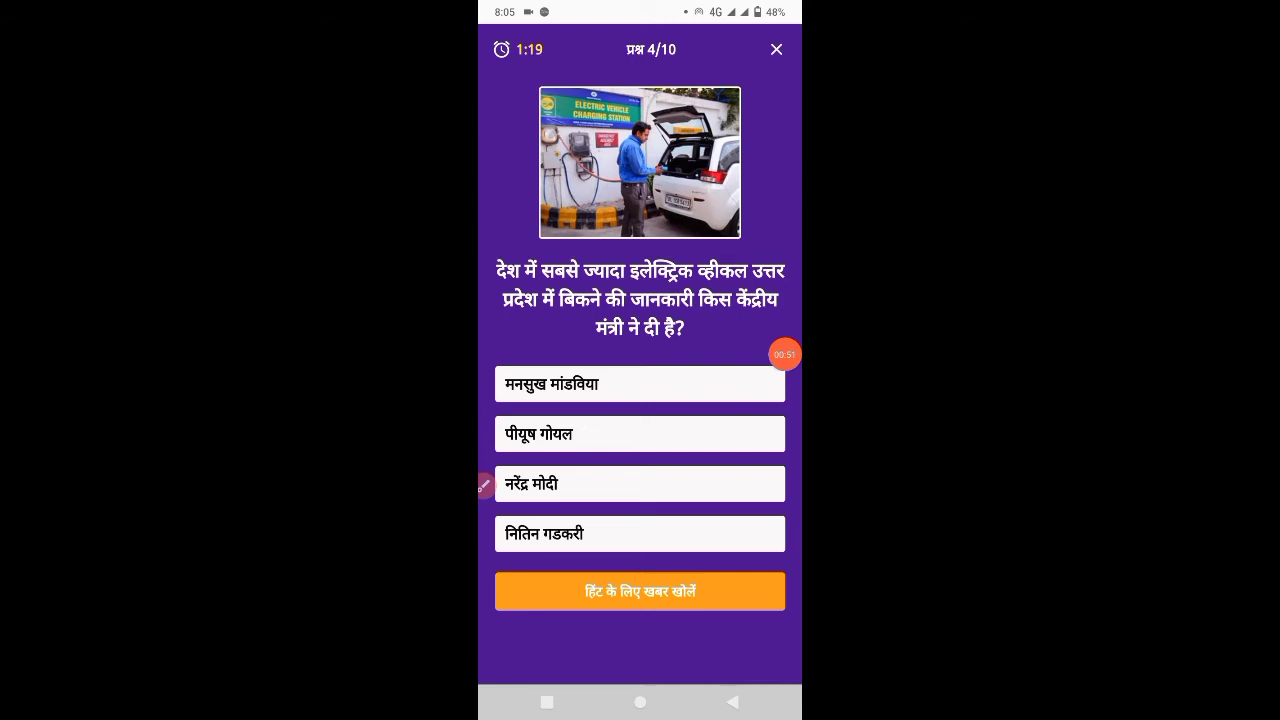 8:05 4G 48%
1:19 प्रश्न 4/10
ELECTRIC VEHICLE
CHARGING STATION
देश में सबसे ज्यादा इलेक्ट्रिक व्हीकल उत्तर
प्रदेश में बिकने की जानकारी किस केंद्रीय
मंत्री ने दी है?
00:51
मनसुख मांडविया
पीयूष गोयल
नरेंद्र मोदी
नितिन गडकरी
हिंट के लिए खबर खोलें